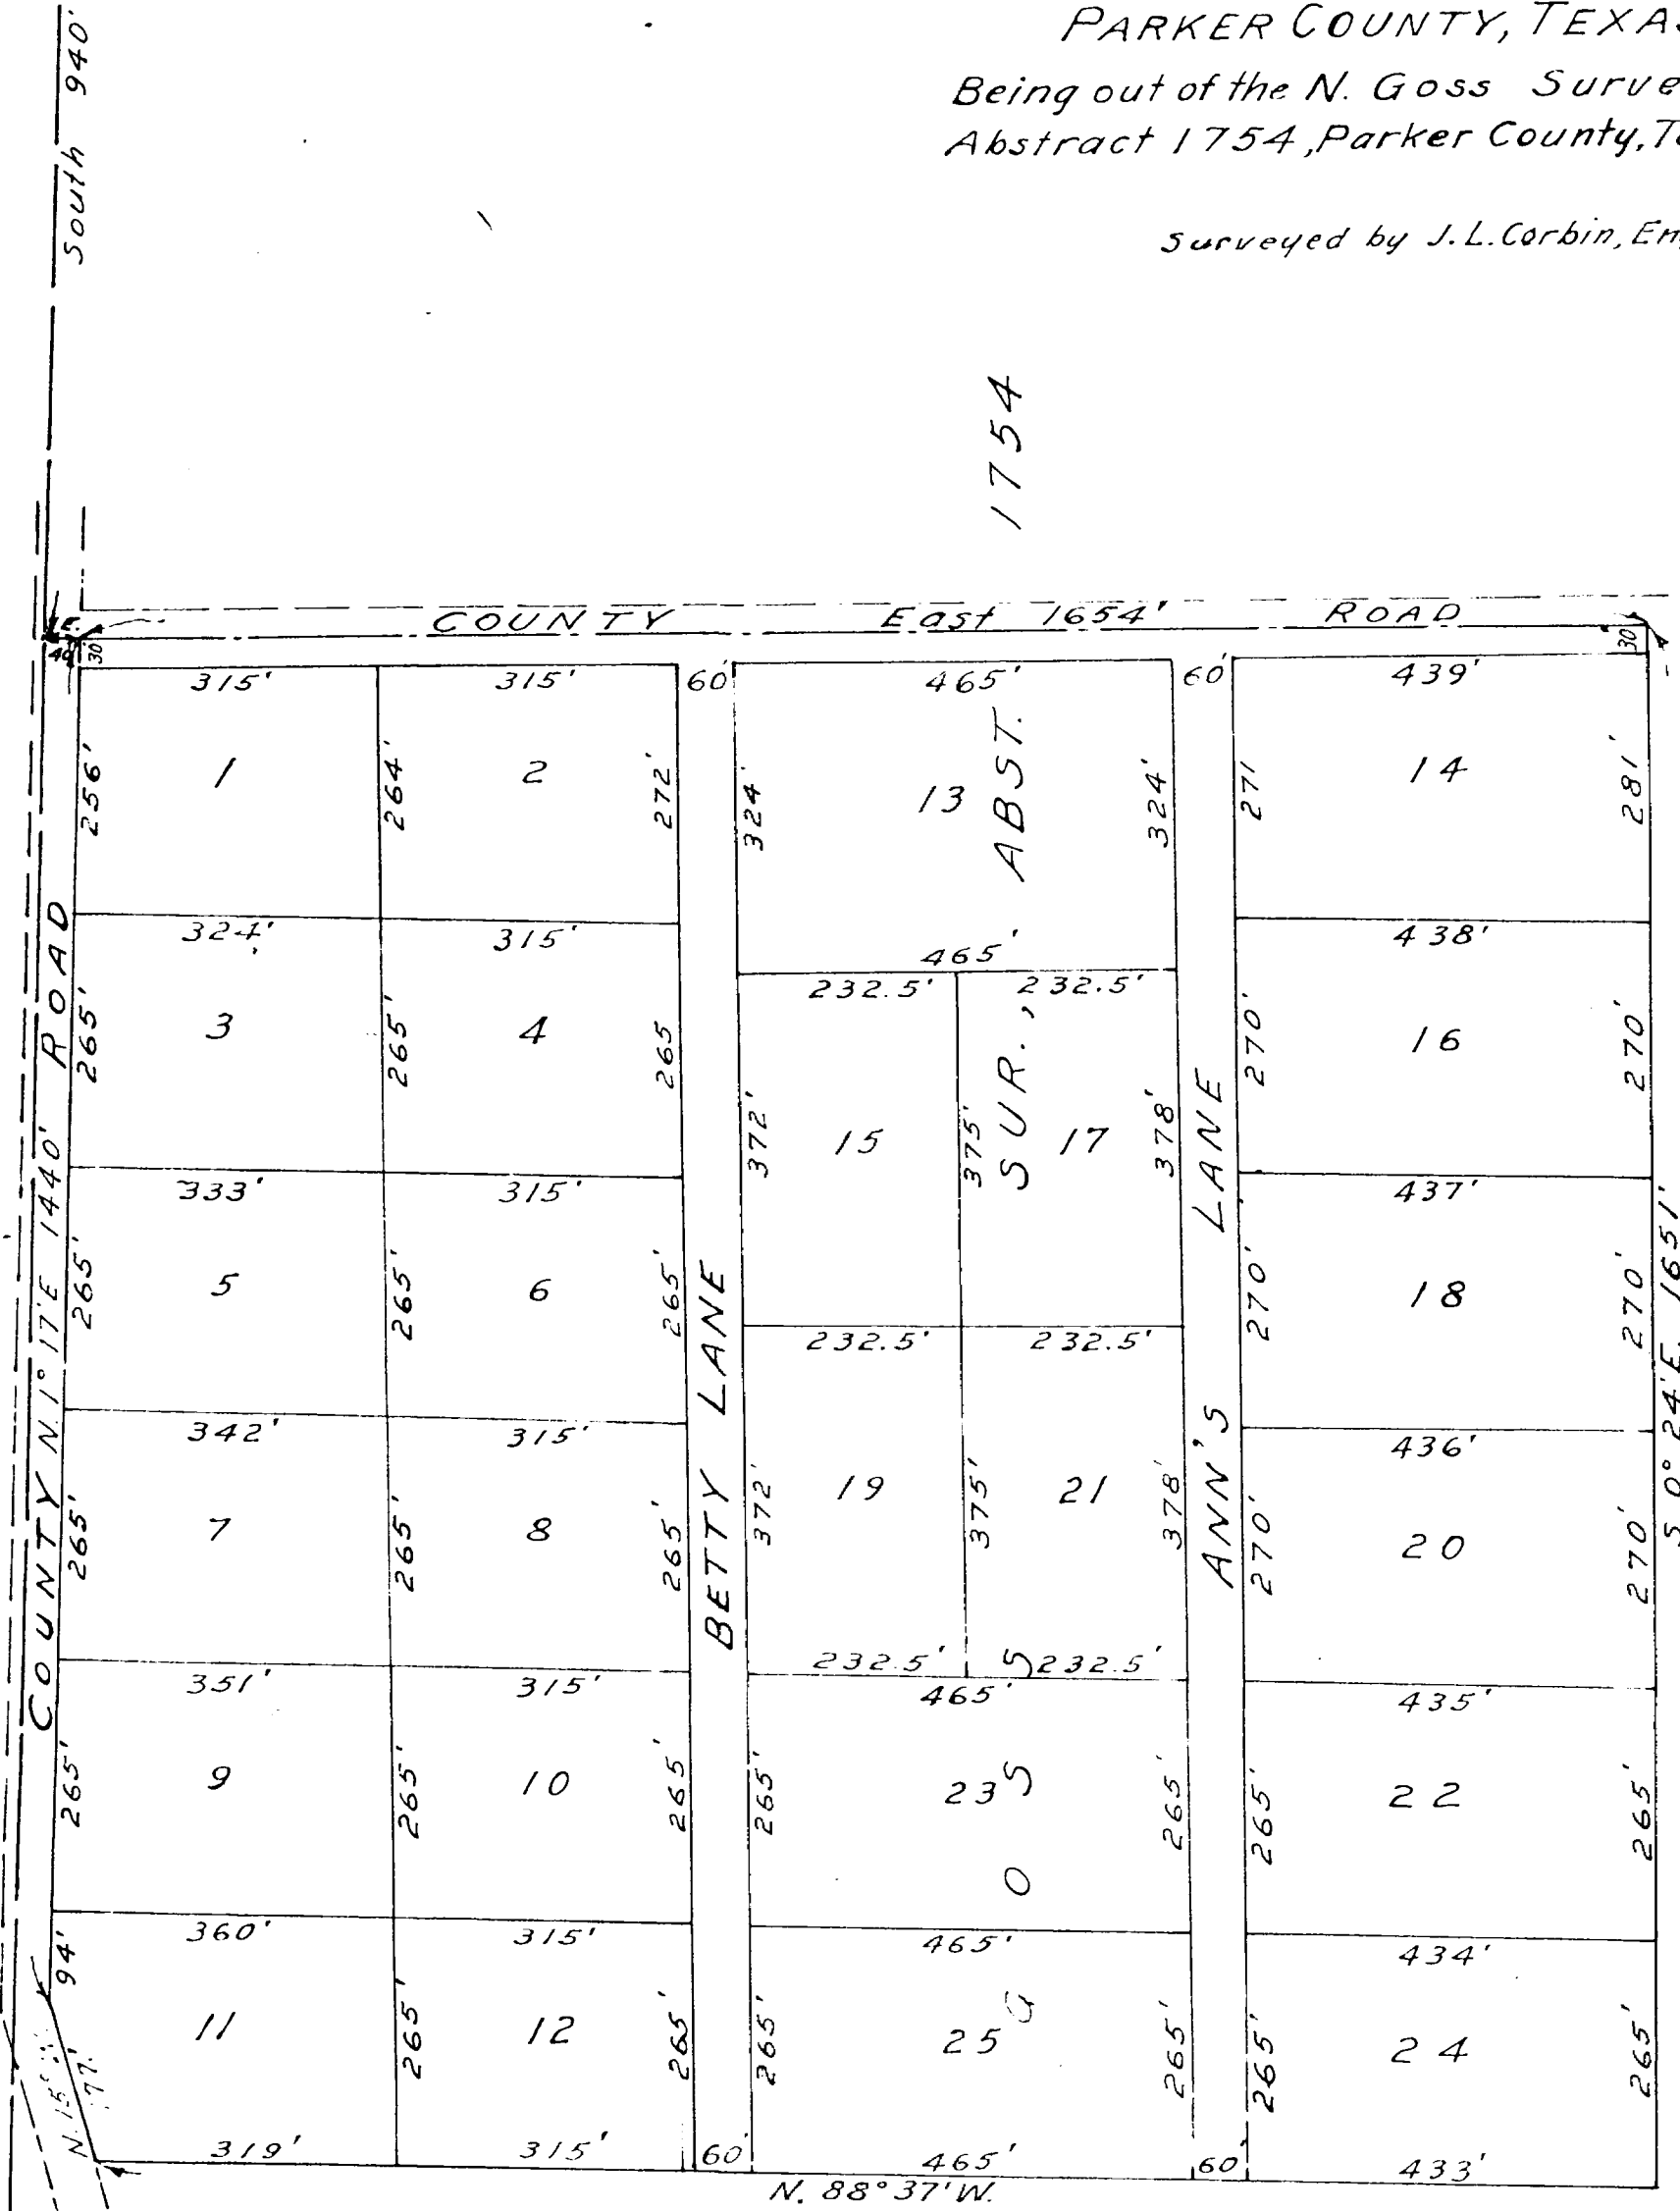 PARKER COUNTY, TEXAS
Being out of the N. Goss Surve
Abstract 1754, Parker County, Te
Surveyed by J.L. Corbin, En
South 940'
1754
COUNTY East 1654' ROAD
30' 30'
315' 315' 60' 465' 60' 439'
256' 1 264' 2 272' 324' 13 324' 271' 14 281'
324' 315' 465' 438'
232.5' 232.5'
265' 3 265' 4 265 372' 15 375' 17 378' 270' 16 270'
333' 315' 437'
265' 5 265' 6 265' 270' 18 270'
232.5' 232.5'
342' 315' 436'
265' 7 265' 8 265' 372' 19 375' 21 378' 270' 20 270'
232.5' 232.5'
351' 315' 465' 435'
265' 9 265' 10 265' 265' 23 265' 265' 22 265'
360' 315' 465' 434'
94' 11 265' 12 265' 265' 25 265' 265' 24 265'
N. 15°
77'
319' 315' 60' 465' 60' 433'
N. 88° 37' W.
COUNTY N. 1° 17' E 1440' ROAD
BETTY LANE
GOSS SUR., ABST.
ANN'S LANE
S 0° 24' E. 1651'